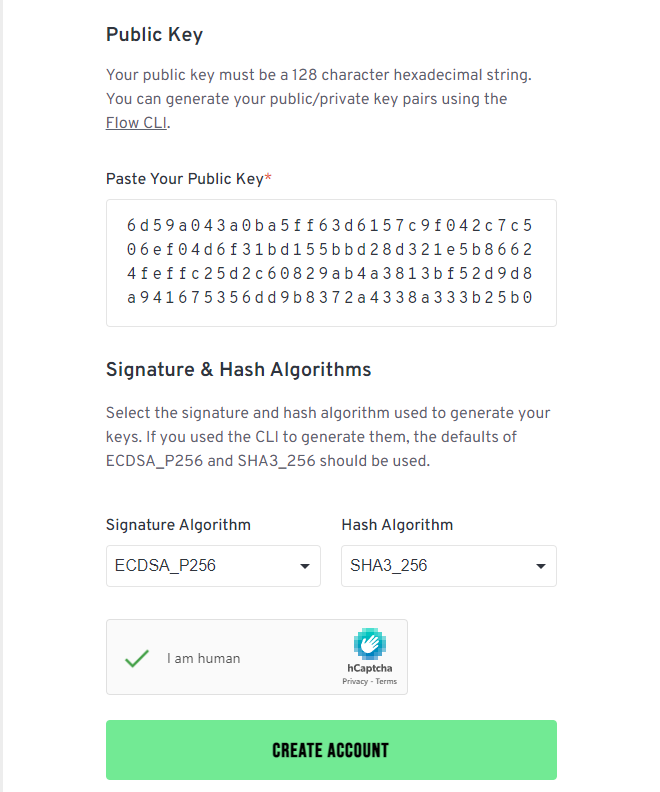 Public Key
Your public key must be a 128 character hexadecimal string.
You can generate your public/private key pairs using the
Flow CLI.
Paste Your Public Key*
6d59a043a0ba5ff63d6157c9f042c7c5
06ef04d6f31bd155bbd28d321e5b8662
4feffc25d2c60829ab4a3813bf52d9d8
a941675356dd9b8372a4338a333b25b0
Signature & Hash Algorithms
Select the signature and hash algorithm used to generate your
keys. If you used the CLI to generate them, the defaults of
ECDSA_P256 and SHA3_256 should be used.
Signature Algorithm Hash Algorithm
ECDSA_P256 SHA3_256
I am human
hCaptcha
Privacy - Terms
CREATE ACCOUNT